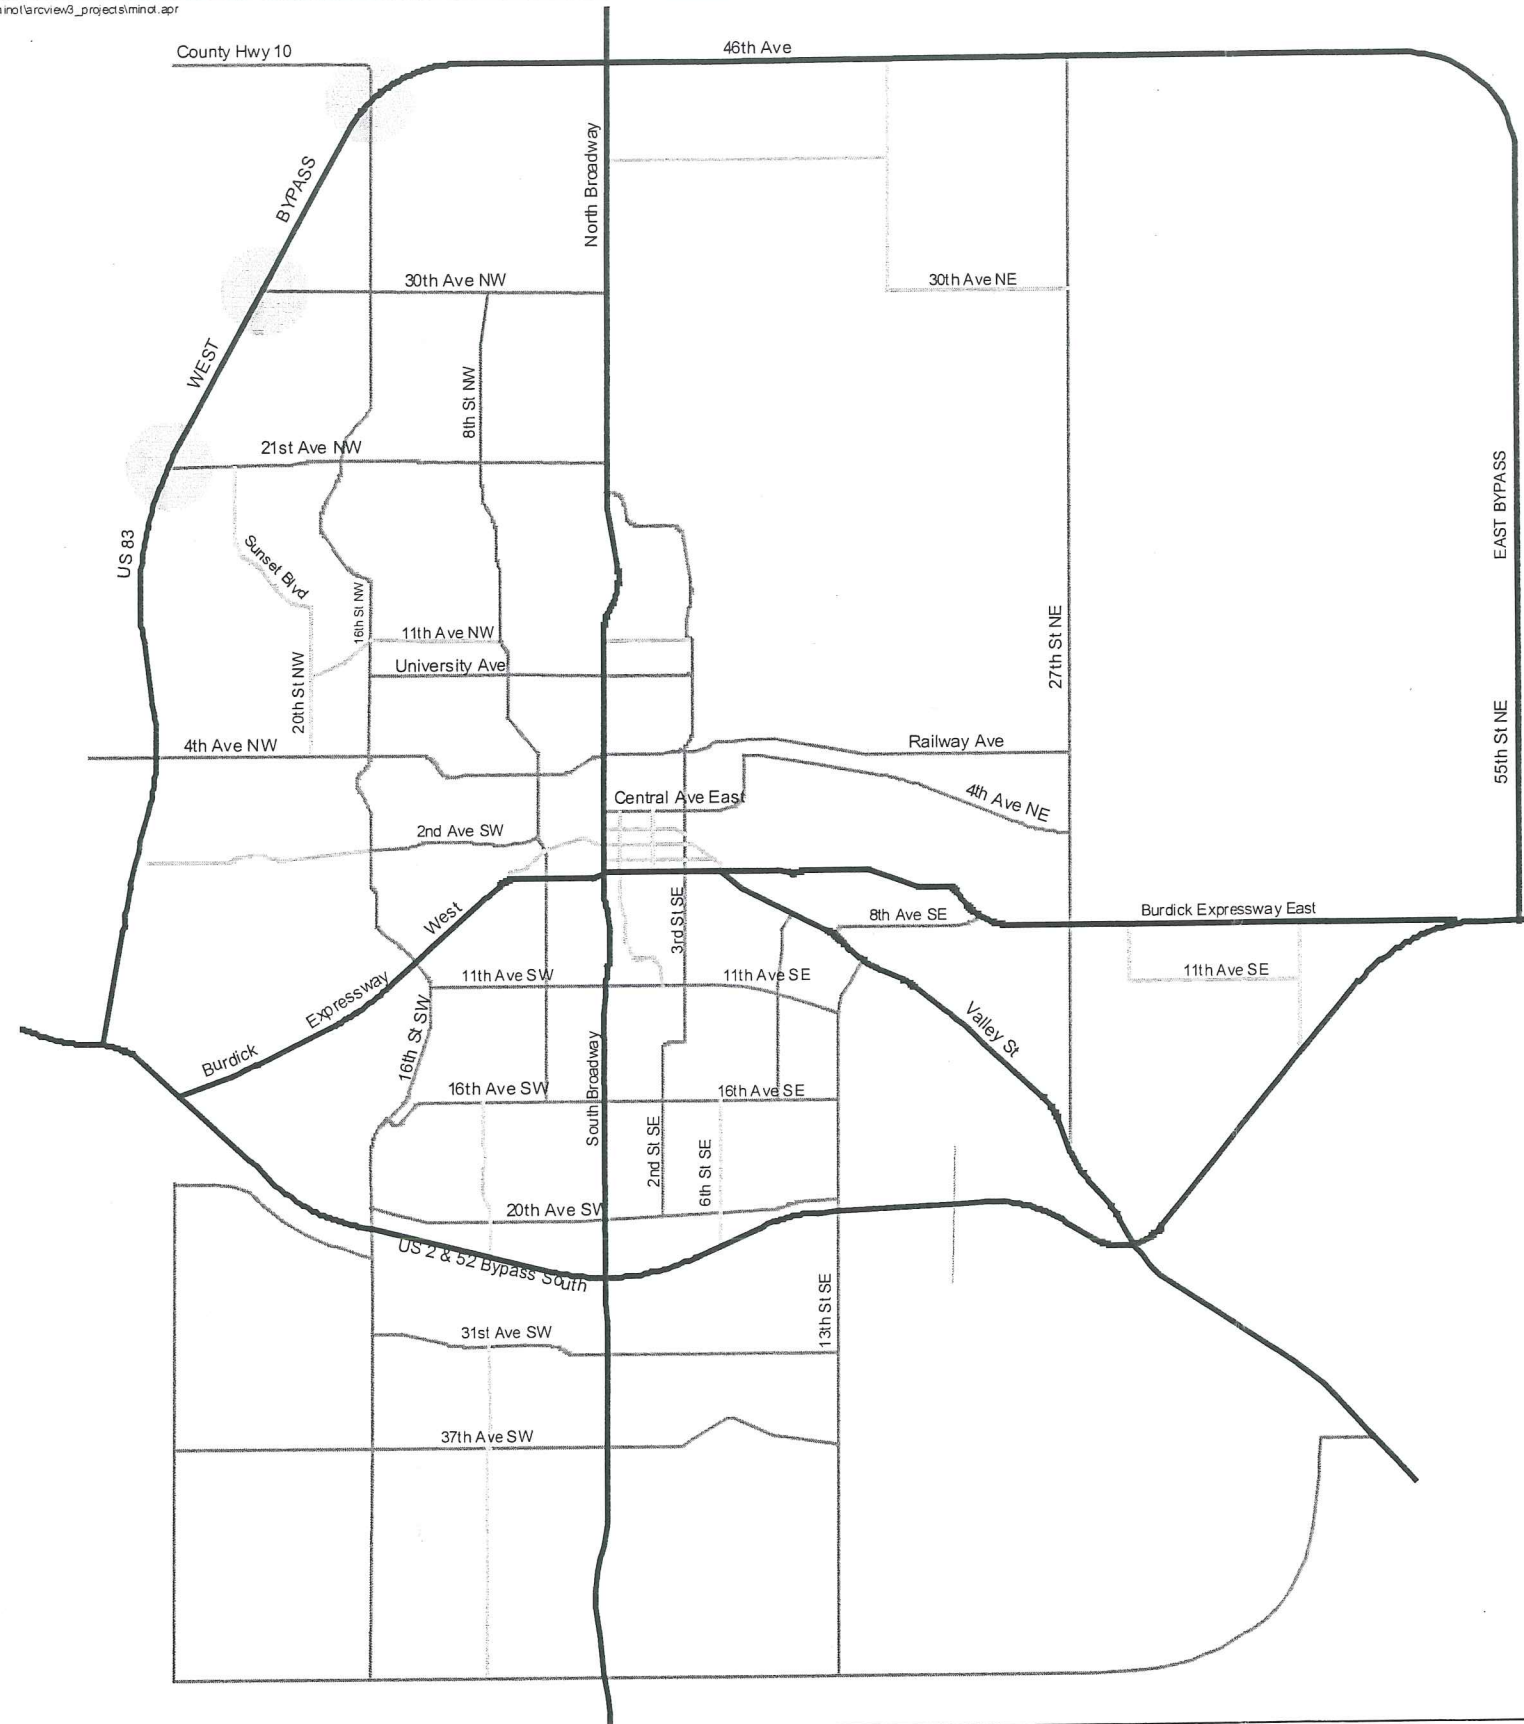 inot\arcview3_projects\minot.apr
County Hwy 10
46th Ave
North Broadway
WEST BYPASS
30th Ave NW
30th Ave NE
8th St NW
21st Ave NW
US 83
Sunset Blvd
16th St NW
11th Ave NW
University Ave
20th St NW
27th St NE
EAST BYPASS
55th St NE
4th Ave NW
Railway Ave
Central Ave East
4th Ave NE
2nd Ave SW
Burdick Expressway West
3rd St SE
8th Ave SE
Burdick Expressway East
11th Ave SW
11th Ave SE
11th Ave SE
16th St SW
Valley St
South Broadway
16th Ave SW
16th Ave SE
2nd St SE
6th St SE
20th Ave SW
US 2 & 52 Bypass South
13th St SE
31st Ave SW
37th Ave SW